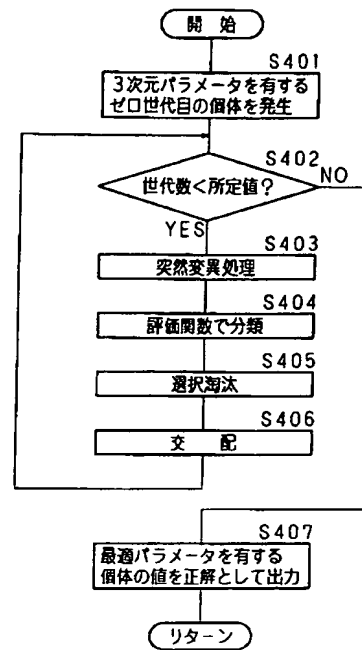 開 始
S401
3次元パラメータを有する
ゼロ世代目の個体を発生
S402
世代数<所定値?
NO
YES
S403
突然変異処理
S404
評価関数で分類
S405
選択淘汰
S406
交 配
S407
最適パラメータを有する
個体の値を正解として出力
リターン